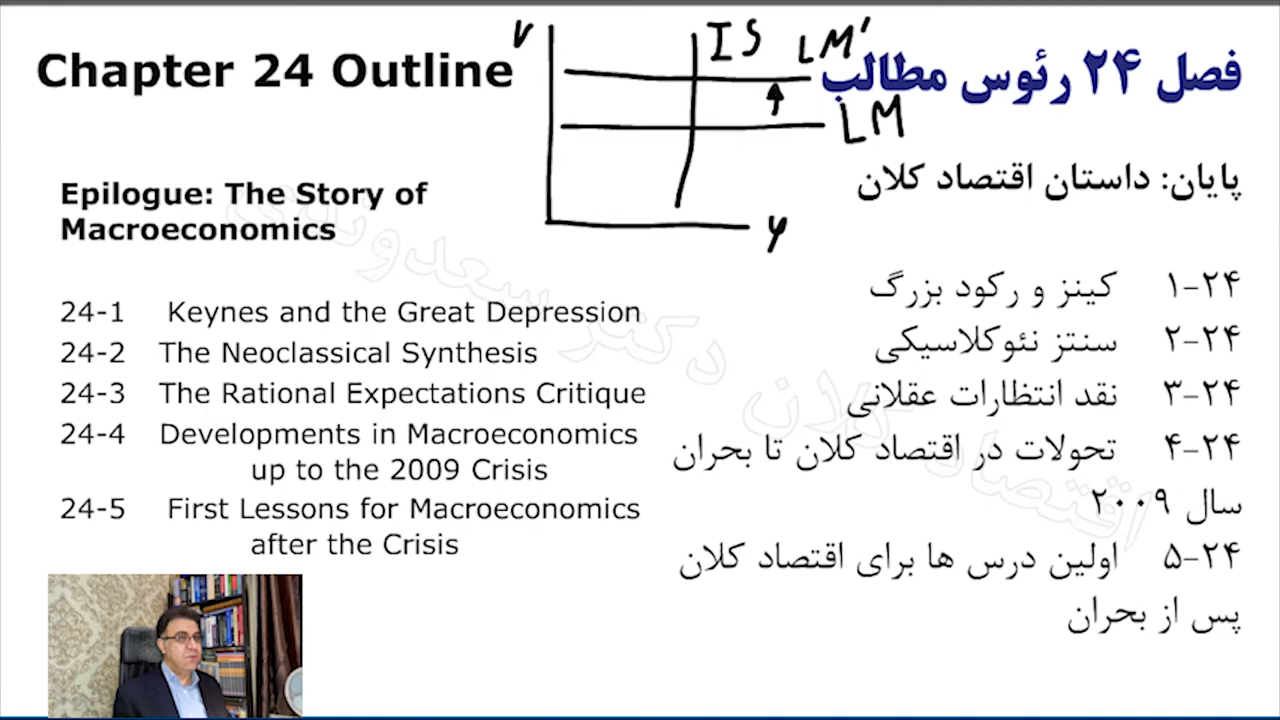 Chapter 24 Outline
فصل ۲۴ رئوس مطالب
r
IS
LM'
LM
y
Epilogue: The Story of
Macroeconomics
پایان: داستان اقتصاد کلان
24-1 Keynes and the Great Depression
24-2 The Neoclassical Synthesis
24-3 The Rational Expectations Critique
24-4 Developments in Macroeconomics
up to the 2009 Crisis
24-5 First Lessons for Macroeconomics
after the Crisis
۲۴-۱ کینز و رکود بزرگ
۲۴-۲ سنتز نئوکلاسیکی
۲۴-۳ نقد انتظارات عقلانی
۲۴-۴ تحولات در اقتصاد کلان تا بحران
سال ۲۰۰۹
۲۴-۵ اولین درس ها برای اقتصاد کلان
پس از بحران
اقتصاد کلان دکتر سعدوندی